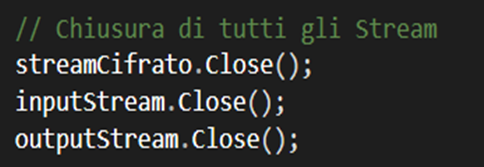 // Chiusura di tutti gli Stream
streamCifrato.Close();
inputStream.Close();
outputStream.Close();